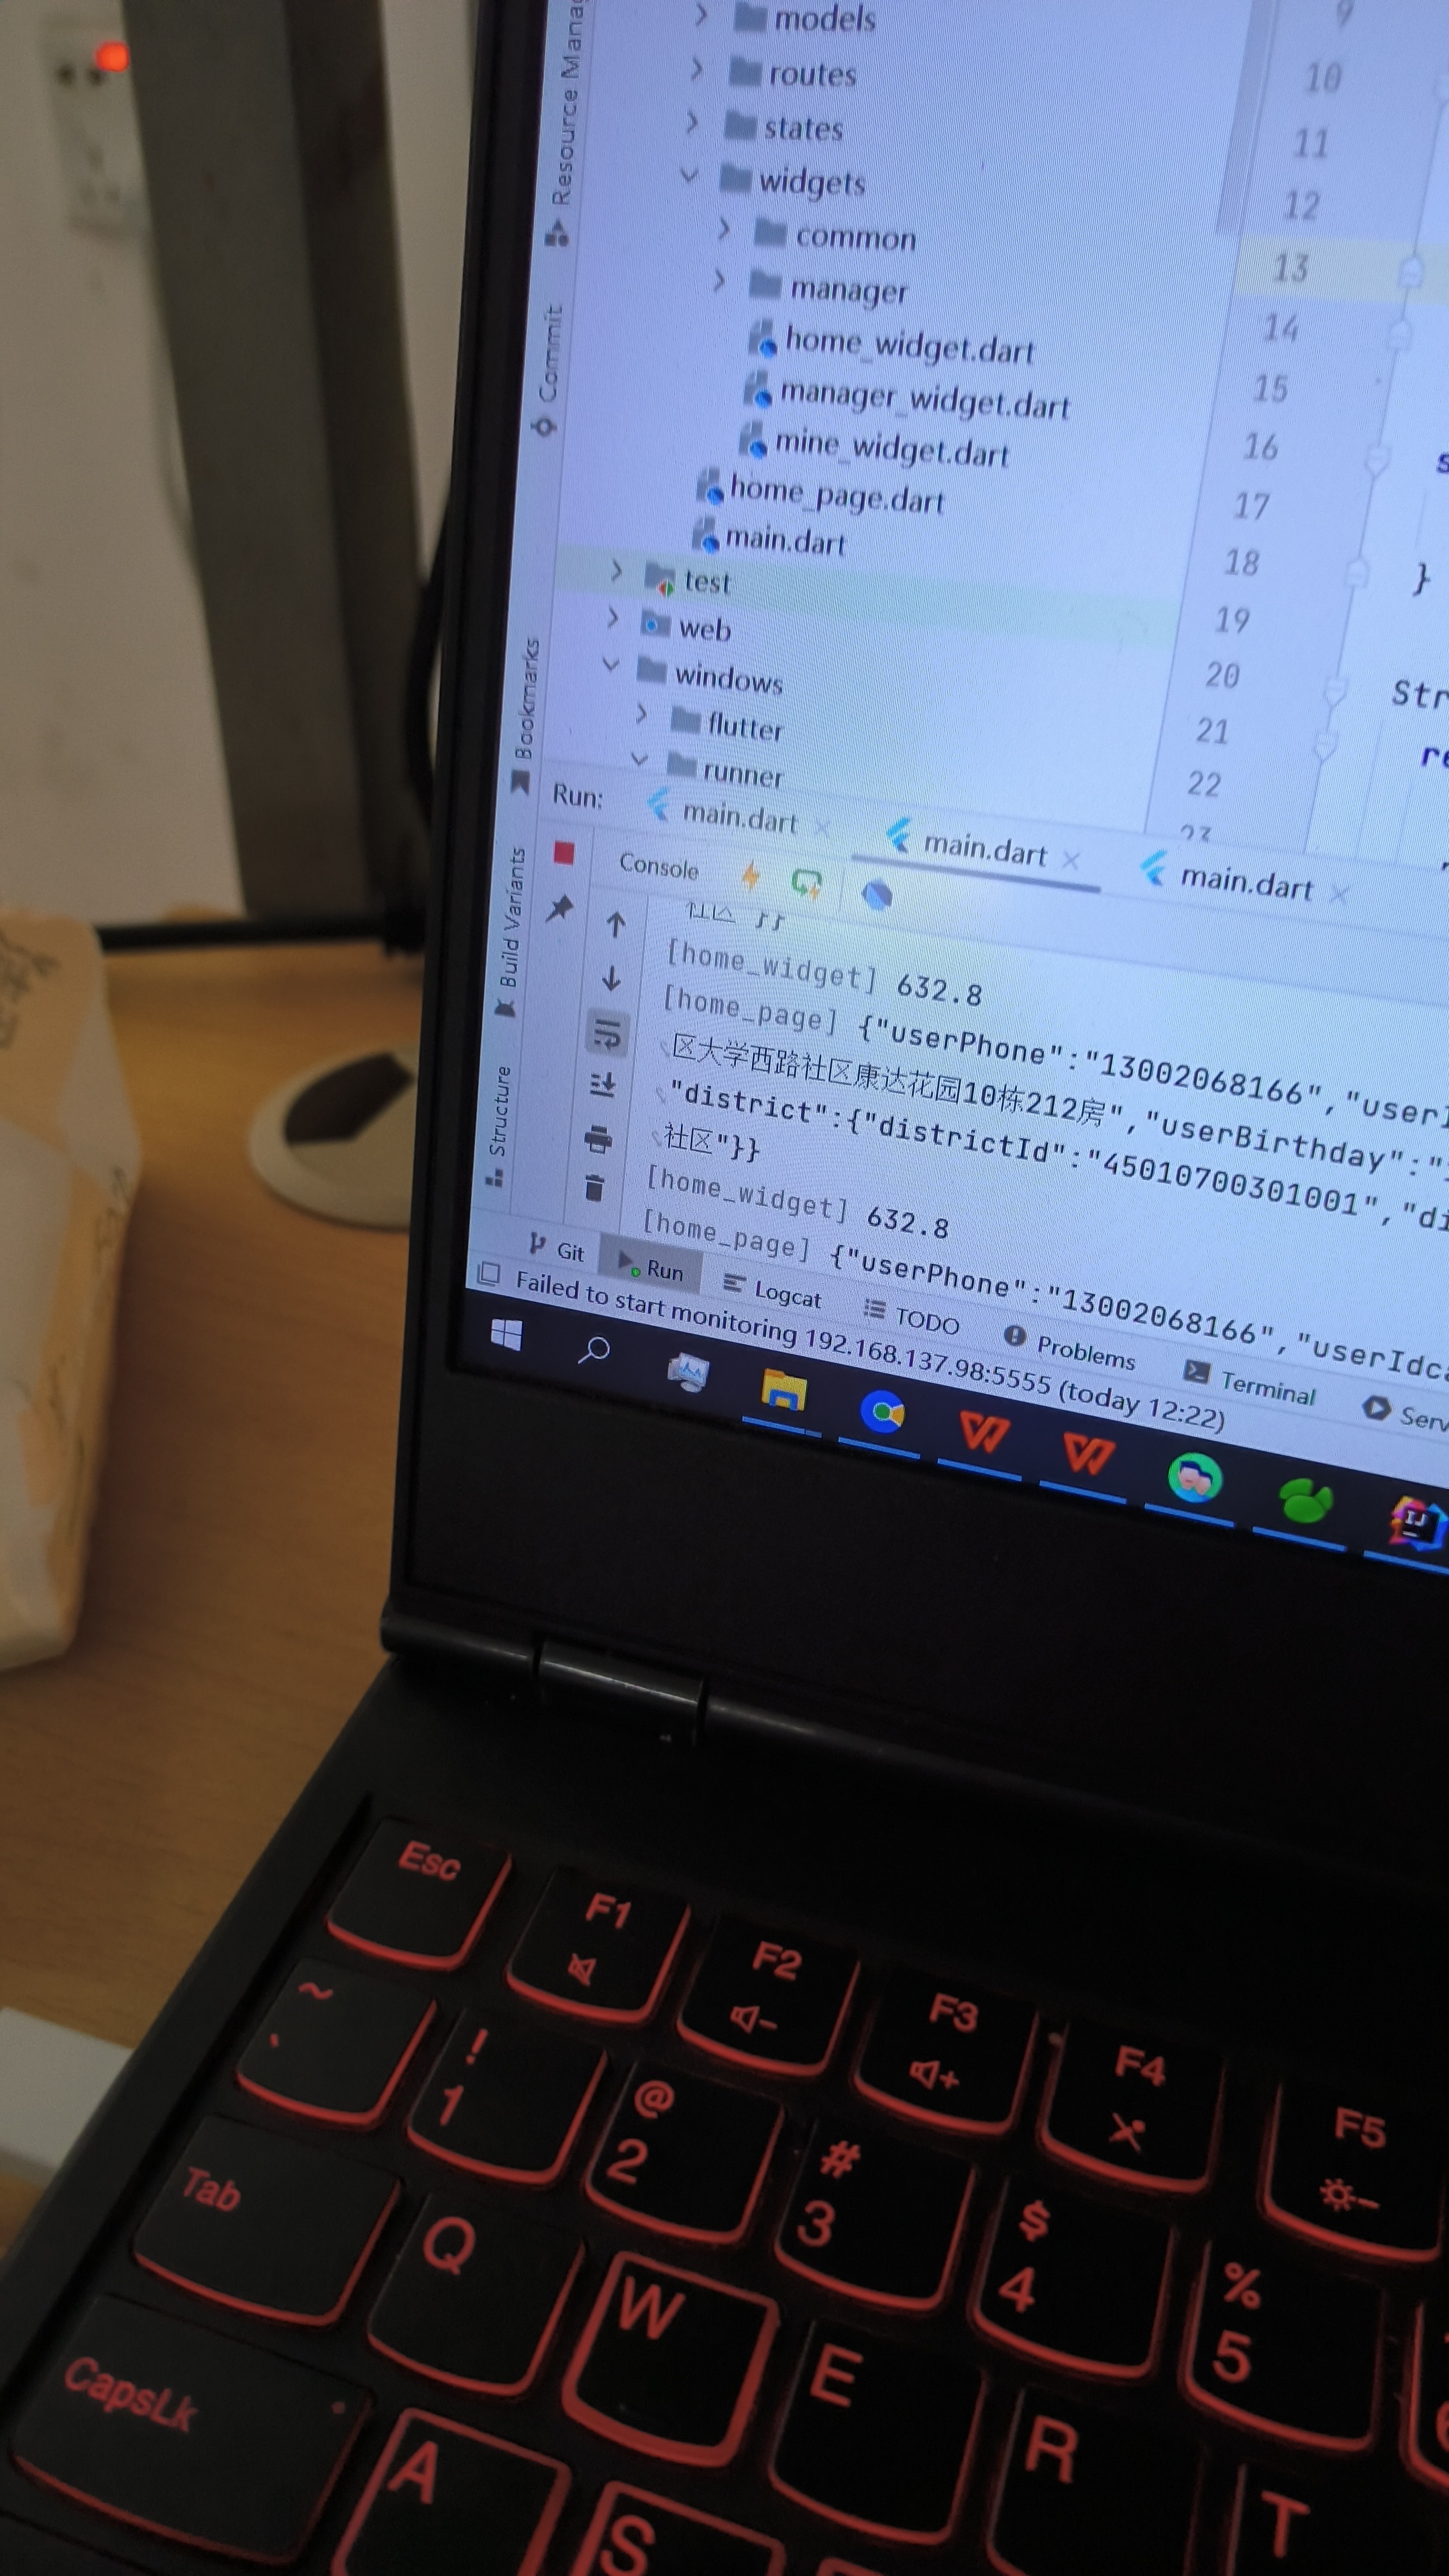 models
routes
states
widgets
common
manager
home_widget.dart
manager_widget.dart
mine_widget.dart
home_page.dart
main.dart
test
web
windows
flutter
runner
Commit
Bookmarks
Build Variants
Structure
9
10
11
12
13
14
15
16
17
18
19
20
21
22
}
Run:
main.dart
main.dart
main.dart
Console
[home_widget] 632.8
[home_page] {"userPhone":"13002068166","userI
区大学西路社区康达花园10栋212房","userBirthday":"
"district":{"districtId":"45010700301001","di
社区"}}
[home_widget] 632.8
[home_page] {"userPhone":"13002068166","userIdc
Git
Run
Logcat
TODO
Problems
Terminal
Failed to start monitoring 192.168.137.98:5555 (today 12:22)
IJ
Esc
F1
F2
F3
F4
F5
~
`
!
1
@
2
#
3
$
4
%
5
Tab
Q
W
E
R
T
CapsLk
A
S